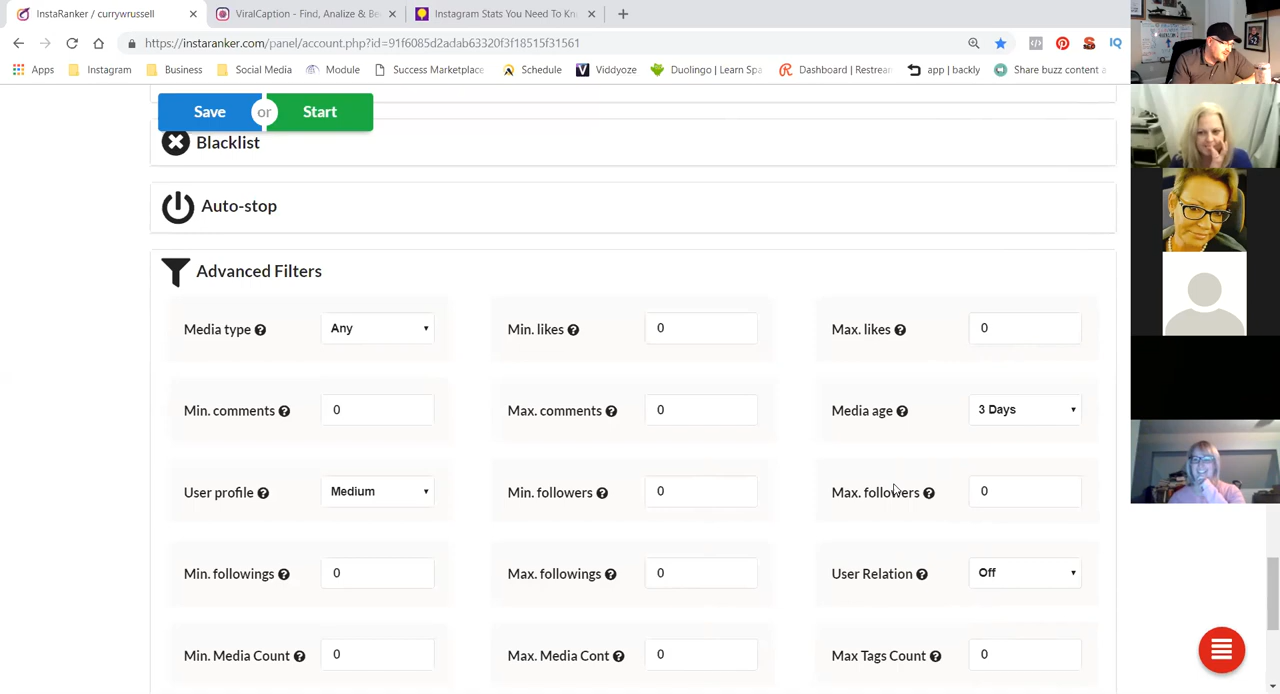 InstaRanker / currywrussell
ViralCaption - Find, Analize & Be
Instagram Stats You Need To Kn
https://instaranker.com/panel/account.php?id=91f6085d2adab63320f3f18515f31561
IQ
Apps
Instagram
Business
Social Media
Module
Success Marketplace
Schedule
Viddyoze
Duolingo | Learn Spa
Dashboard | Restrean
app | backly
Share buzz content a
Save
or
Start
Blacklist
Auto-stop
Advanced Filters
Media type ? Any
Min. likes ? 0
Max. likes ? 0
Min. comments ? 0
Max. comments ? 0
Media age ? 3 Days
User profile ? Medium
Min. followers ? 0
Max. followers ? 0
Min. followings ? 0
Max. followings ? 0
User Relation ? Off
Min. Media Count ? 0
Max. Media Cont ? 0
Max Tags Count ? 0